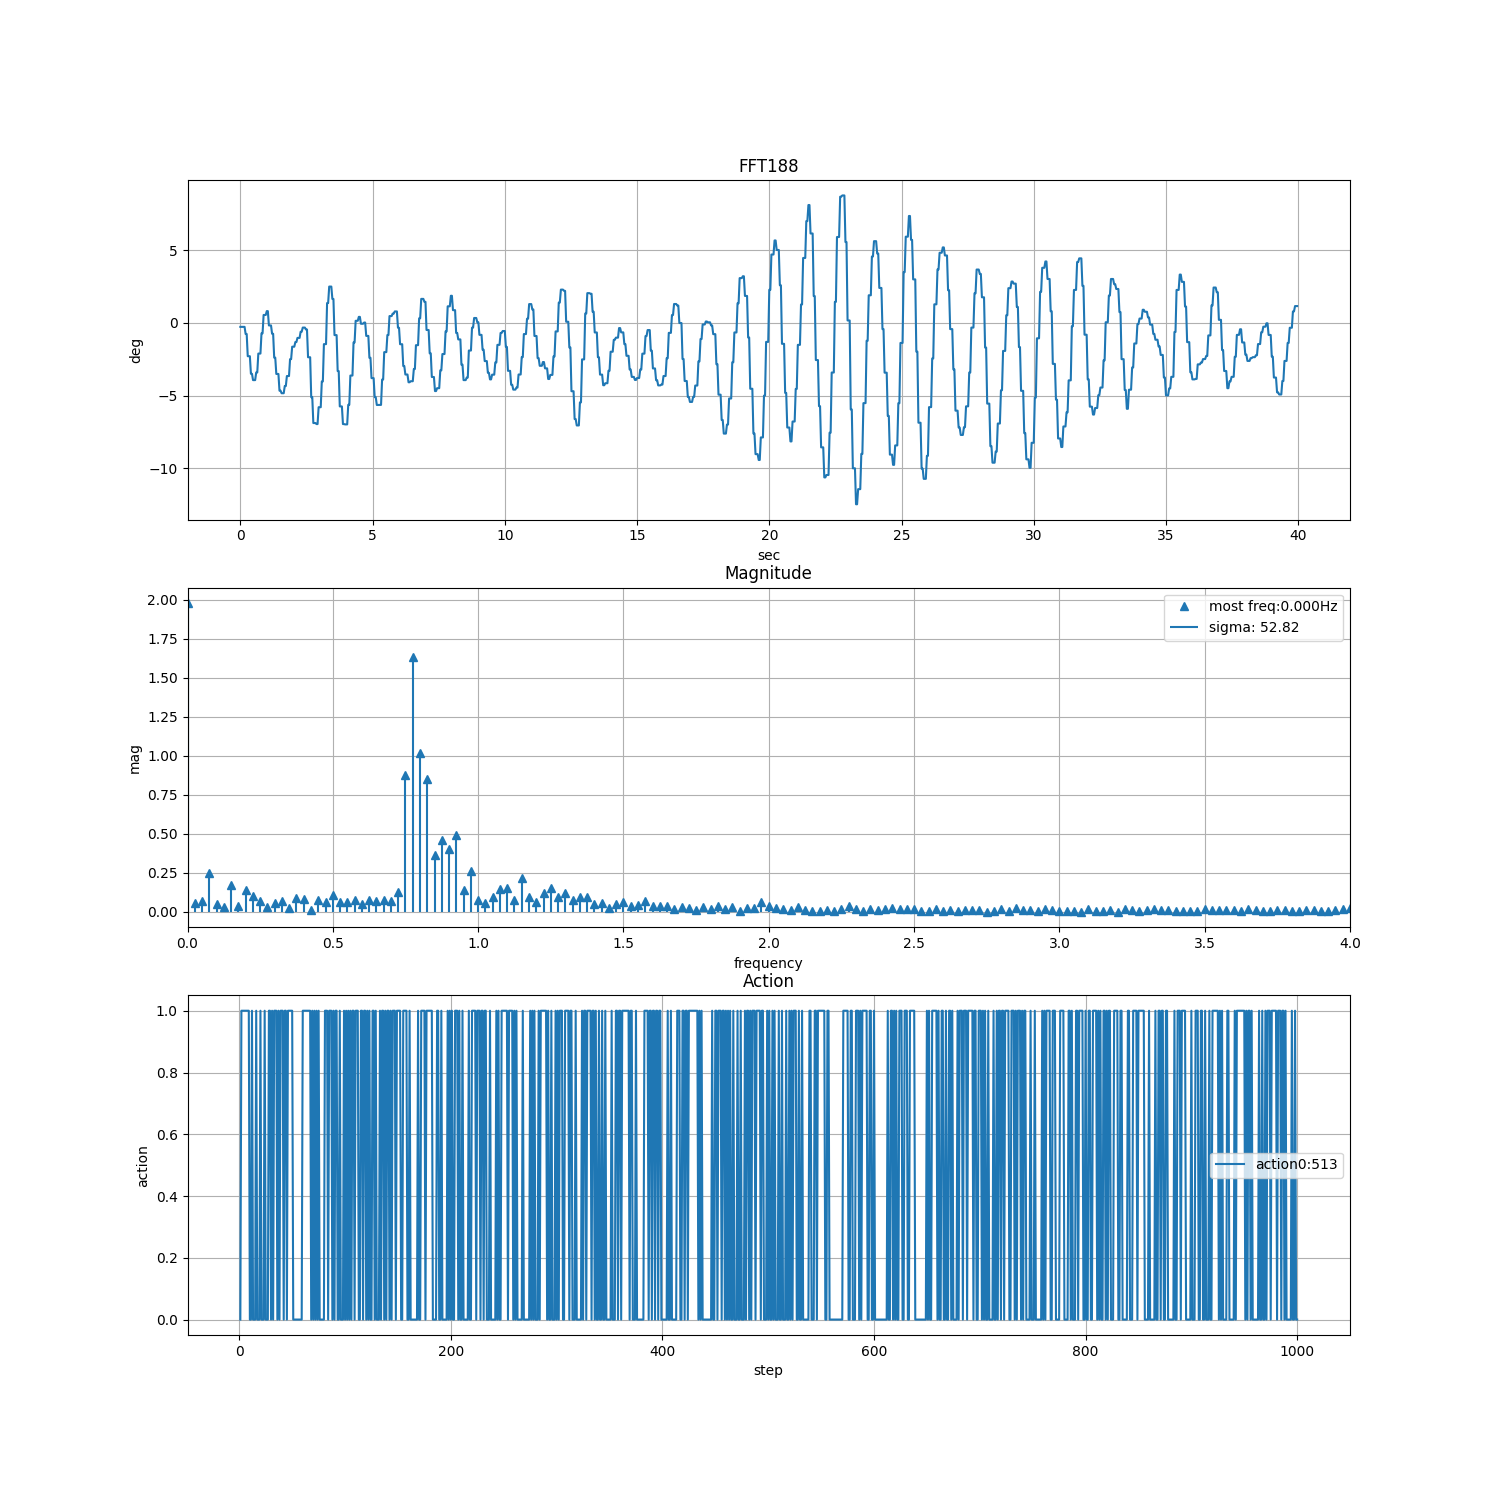 FFT188
deg
5
0
−5
−10
0 5 10 15 20 25 30 35 40
sec
Magnitude
mag
2.00
1.75
1.50
1.25
1.00
0.75
0.50
0.25
0.00
most freq:0.000Hz
sigma: 52.82
0.0 0.5 1.0 1.5 2.0 2.5 3.0 3.5 4.0
frequency
Action
action
1.0
0.8
0.6
0.4
0.2
0.0
action0:513
0 200 400 600 800 1000
step